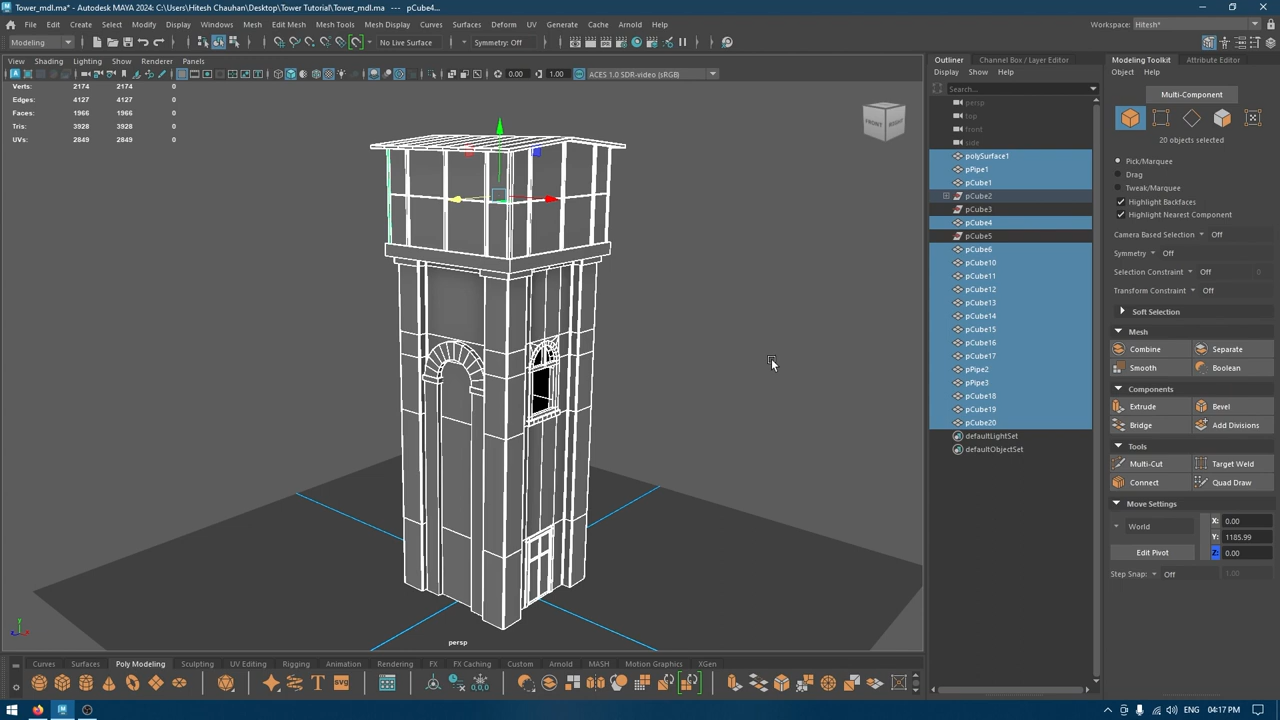 Tower_mdl.ma* - Autodesk MAYA 2024: C:\Users\Hitesh Chauhan\Desktop\Tower Tutorial\Tower_mdl.ma* --- pCube4...
File Edit Create Select Modify Display Windows Mesh Edit Mesh Mesh Tools Mesh Display Curves Surfaces Deform UV Generate Cache Arnold Help
Workspace: Hitesh*
Modeling
No Live Surface
Symmetry: Off
View Shading Lighting Show Renderer Panels
0.00
1.00
ACES 1.0 SDR-video (sRGB)
Verts: 2174 2174 0
Edges: 4127 4127 0
Faces: 1966 1966 0
Tris: 3928 3928 0
UVs: 2849 2849 0
FRONT RIGHT
persp
Outliner
Channel Box / Layer Editor
Display Show Help
Search...
persp
top
front
side
polySurface1
pPipe1
pCube1
pCube2
pCube3
pCube4
pCube5
pCube6
pCube10
pCube11
pCube12
pCube13
pCube14
pCube15
pCube16
pCube17
pPipe2
pPipe3
pCube18
pCube19
pCube20
defaultLightSet
defaultObjectSet
Modeling Toolkit
Attribute Editor
Object Help
Multi-Component
20 objects selected
Pick/Marquee
Drag
Tweak/Marquee
Highlight Backfaces
Highlight Nearest Component
Camera Based Selection Off
Symmetry Off
Selection Constraint Off 0
Transform Constraint Off
Soft Selection
Mesh
Combine Separate
Smooth Boolean
Components
Extrude Bevel
Bridge Add Divisions
Tools
Multi-Cut Target Weld
Connect Quad Draw
Move Settings
World
X: 0.00
Y: 1185.99
Z: 0.00
Edit Pivot
Step Snap: Off 1.00
y
Curves Surfaces Poly Modeling Sculpting UV Editing Rigging Animation Rendering FX FX Caching Custom Arnold MASH Motion Graphics XGen
T
SVG
0,0,0
ENG 04:17 PM